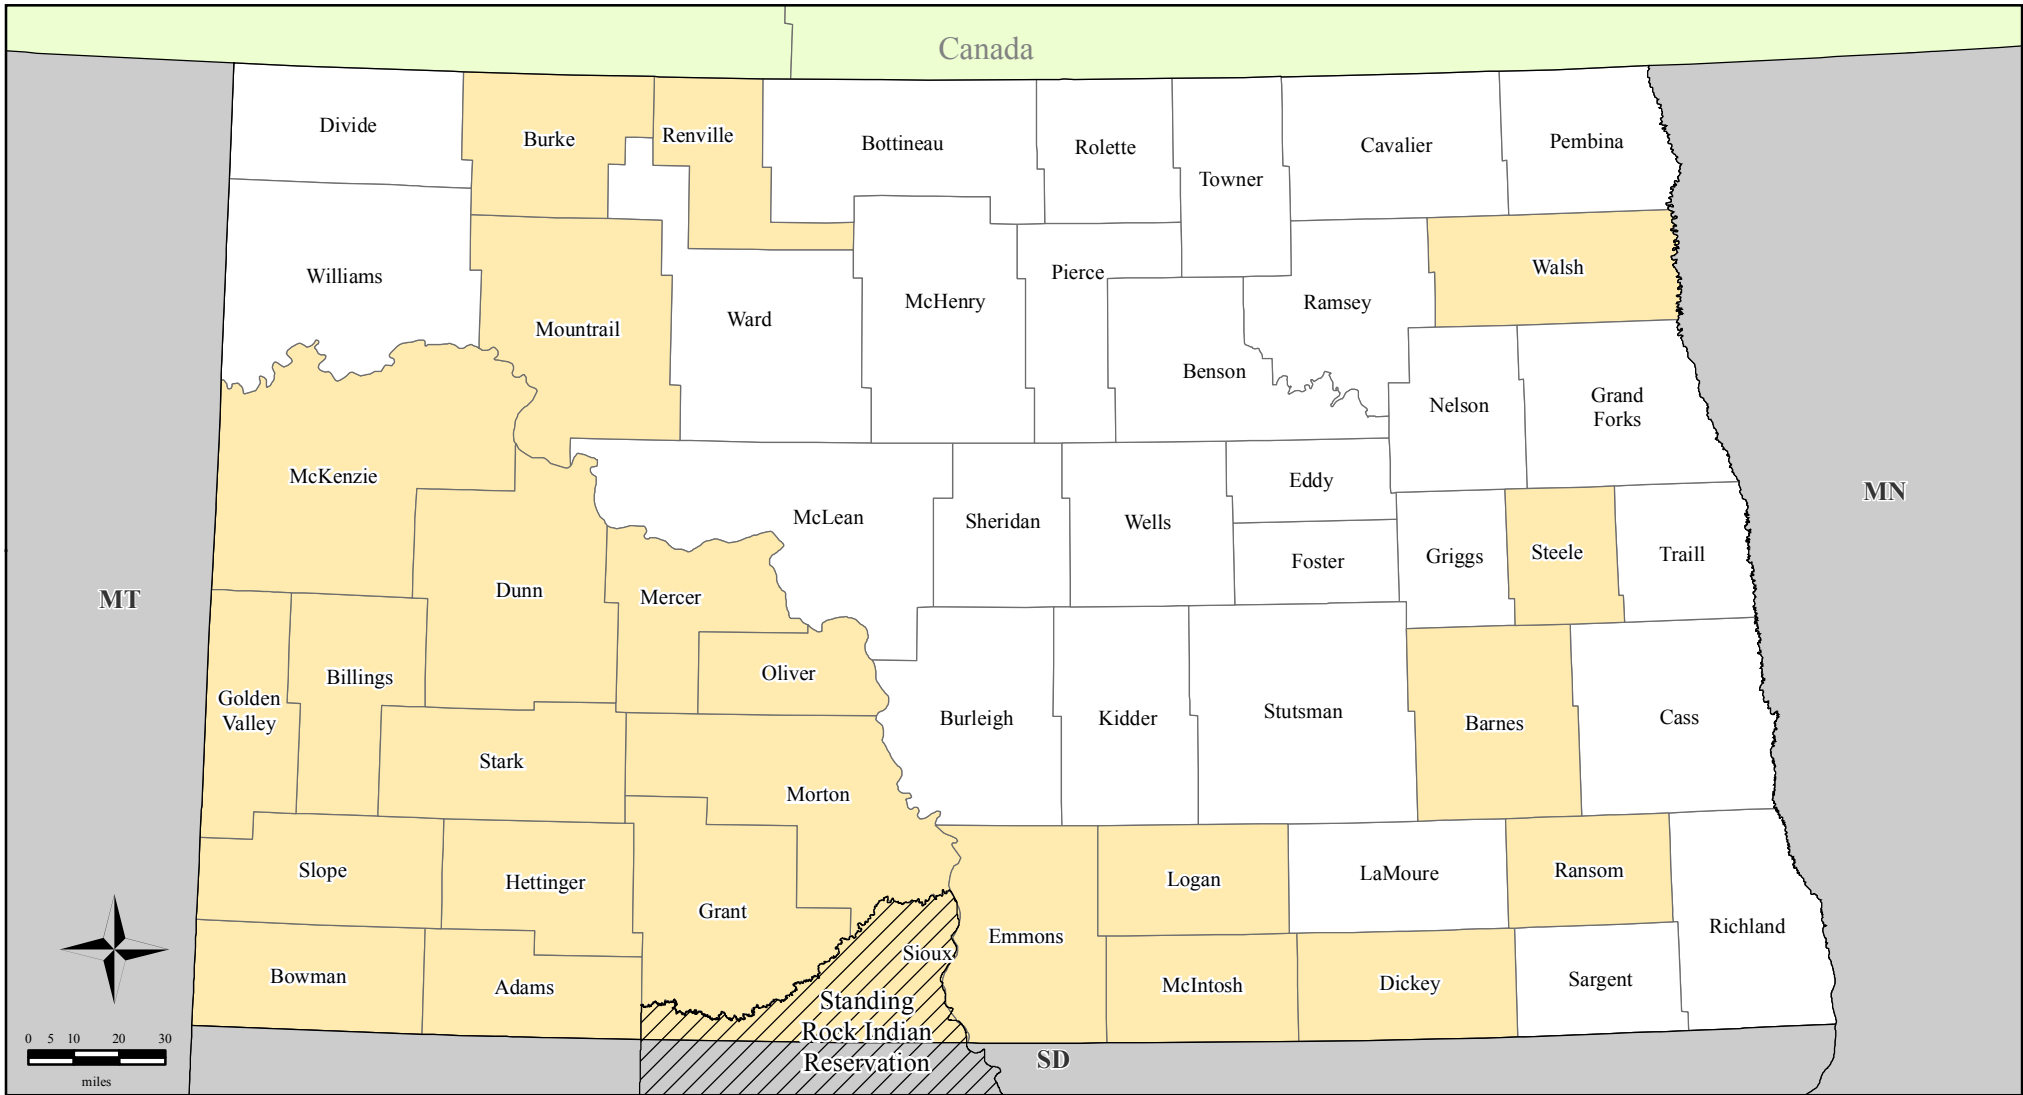 Canada
Divide
Burke
Renville
Bottineau
Rolette
Towner
Cavalier
Pembina
Williams
Mountrail
Ward
McHenry
Pierce
Benson
Ramsey
Walsh
Nelson
Grand
Forks
McKenzie
Dunn
Mercer
McLean
Sheridan
Wells
Eddy
Foster
Griggs
Steele
Traill
MN
MT
Golden
Valley
Billings
Stark
Oliver
Morton
Burleigh
Kidder
Stutsman
Barnes
Cass
Slope
Hettinger
Grant
Sioux
Emmons
Logan
LaMoure
Ransom
Richland
Bowman
Adams
McIntosh
Dickey
Sargent
Standing
Rock Indian
Reservation
SD
0 5 10 20 30
miles